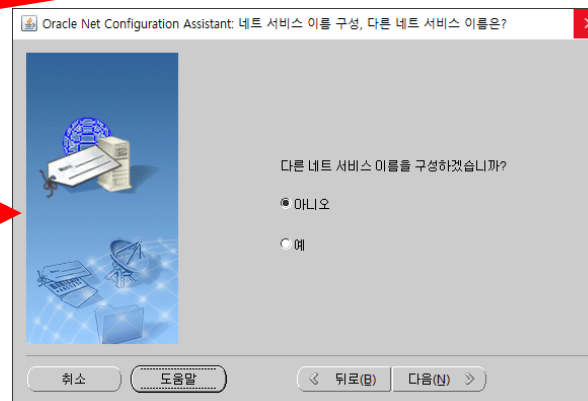 Oracle Net Configuration Assistant: 네트 서비스 이름 구성, 다른 네트 서비스 이름은?
다른 네트 서비스 이름을 구성하겠습니까?
아니오
예
취소 도움말 뒤로(B) 다음(N)